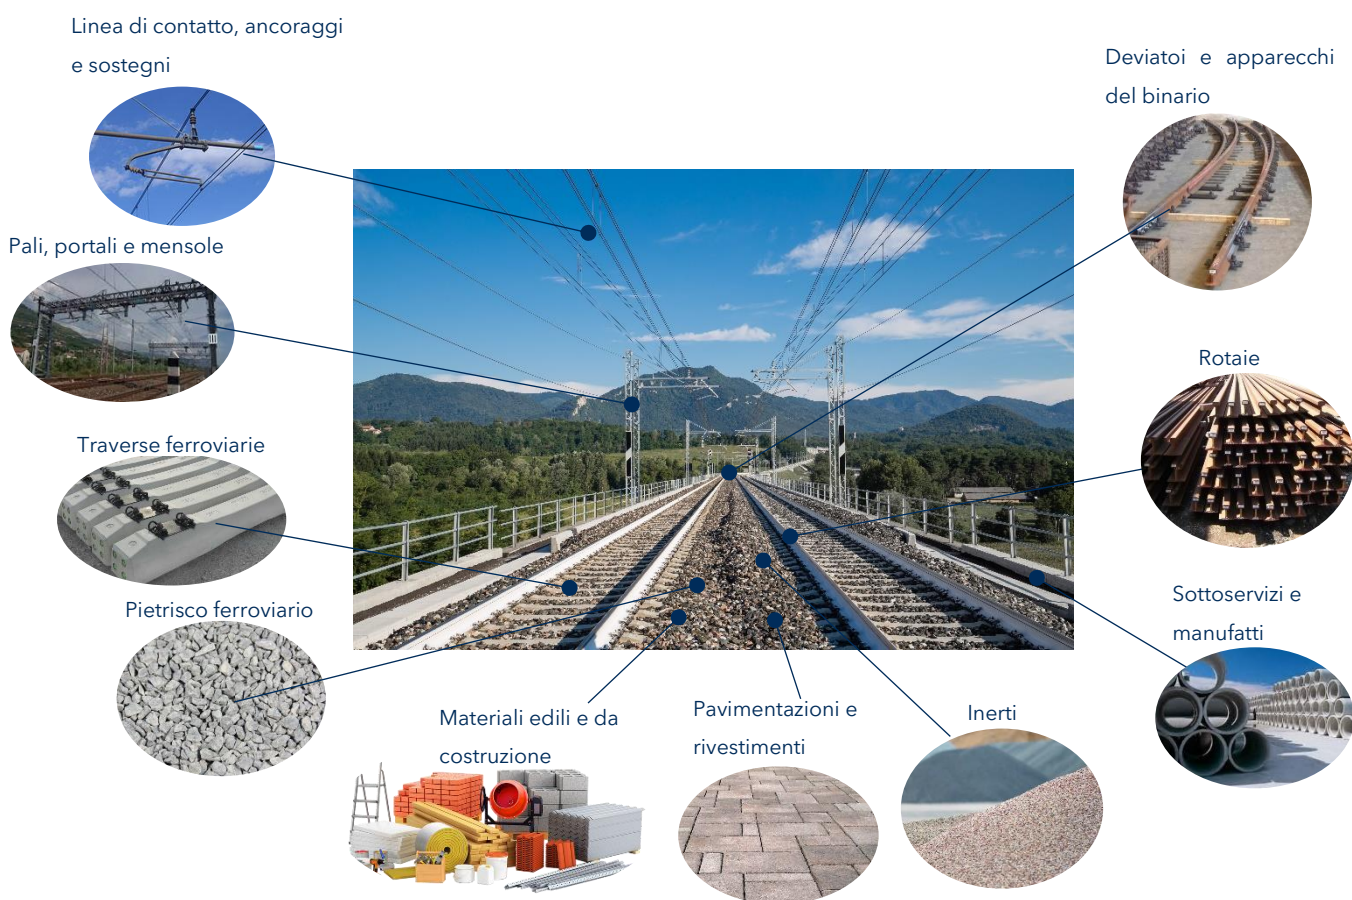 Linea di contatto, ancoraggi
e sostegni
Deviatoi e apparecchi
del binario
Pali, portali e mensole
Rotaie
Traverse ferroviarie
Pietrisco ferroviario
Sottoservizi e
manufatti
Materiali edili e da
costruzione
Pavimentazioni e
rivestimenti
Inerti